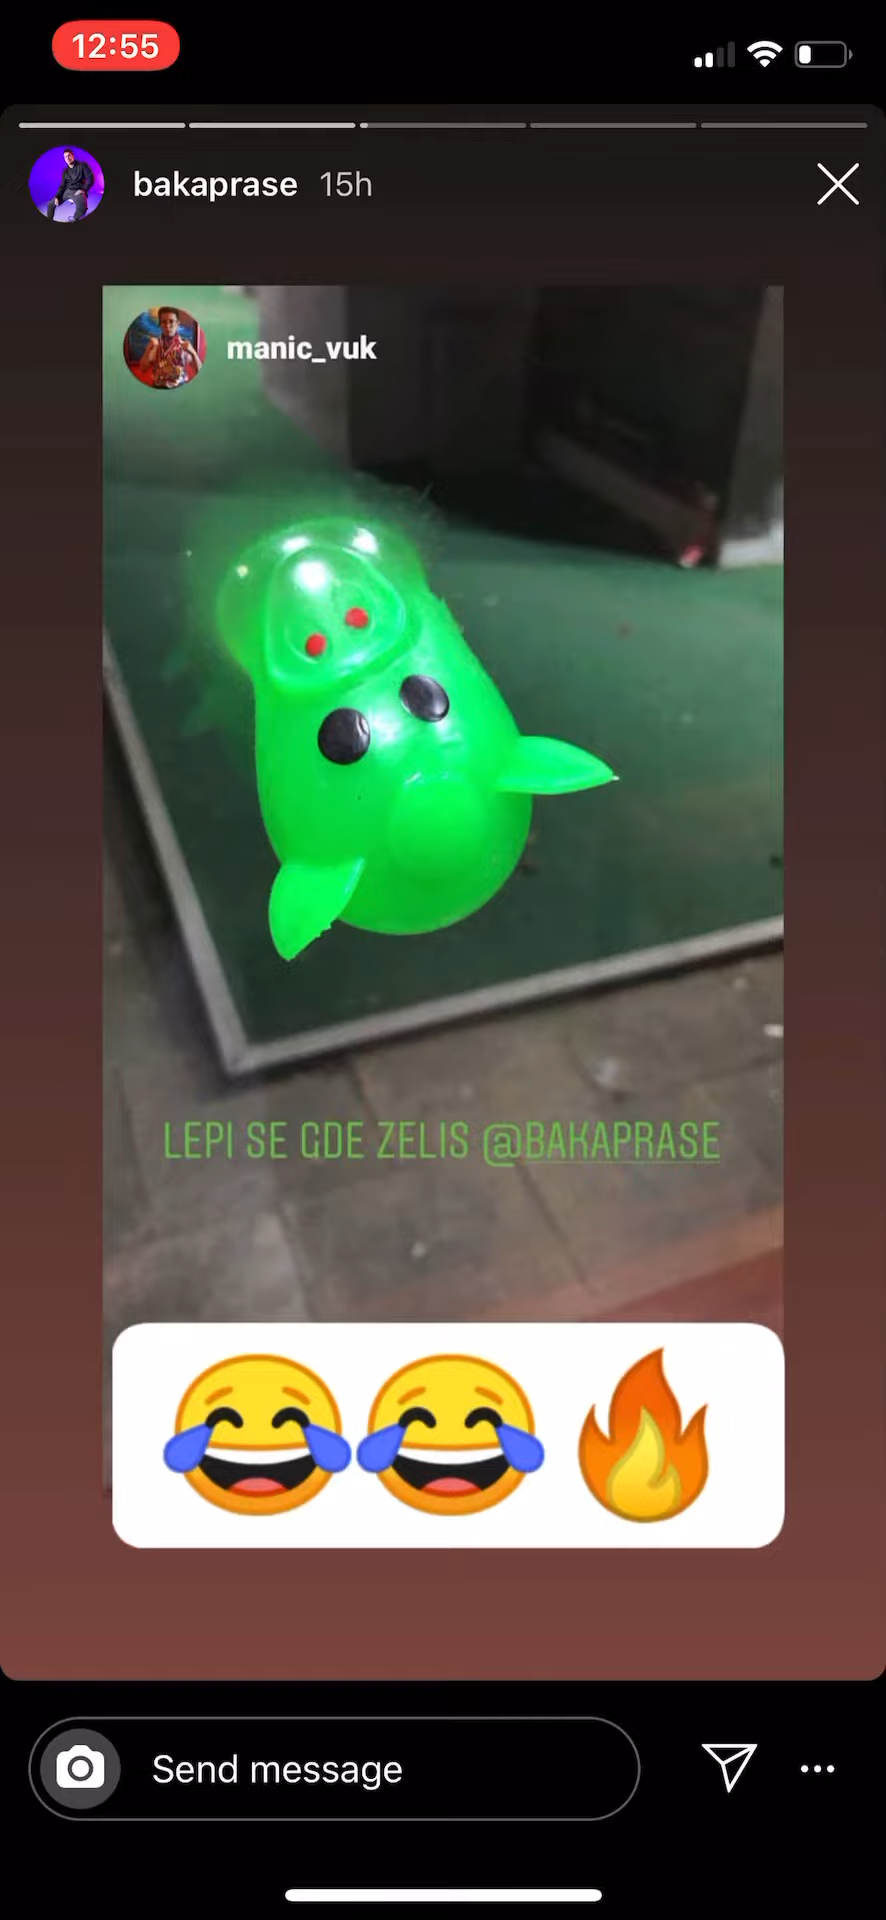 12:55
bakaprase 15h
manic_vuk
LEPI SE GDE ZELIS @BAKAPRASE
Send message